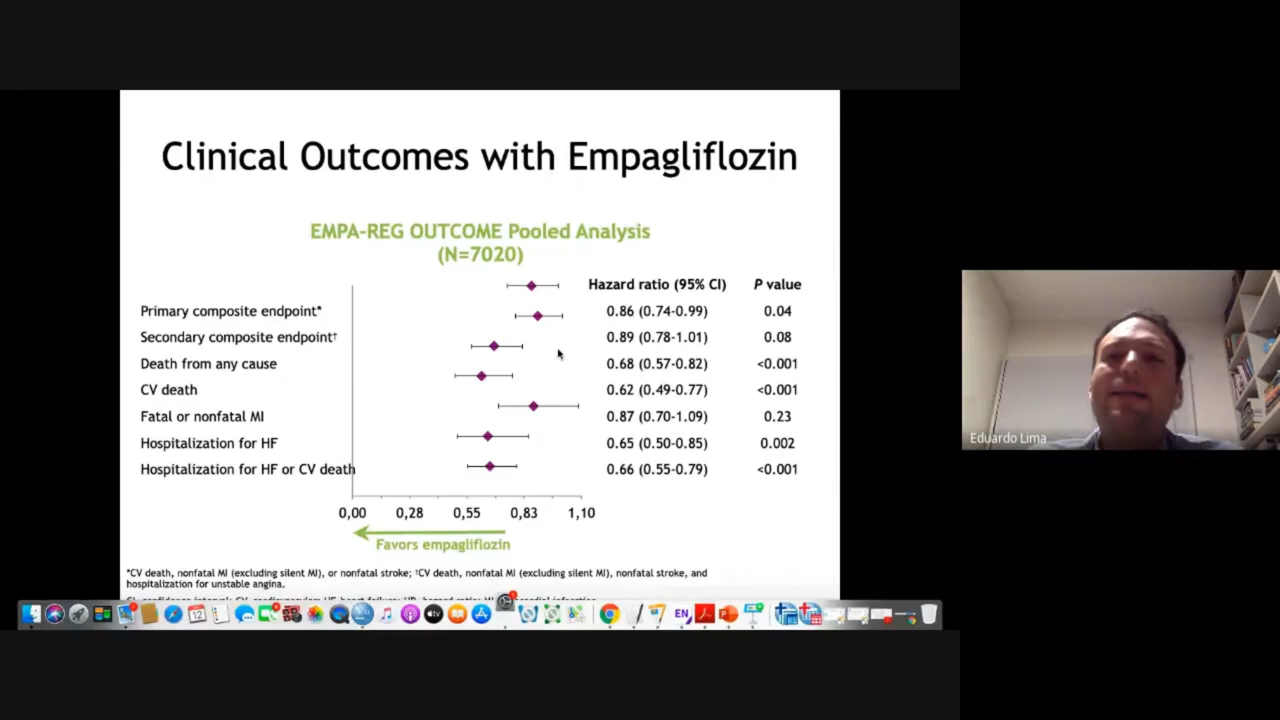 Clinical Outcomes with Empagliflozin
EMPA-REG OUTCOME Pooled Analysis
(N=7020)
Hazard ratio (95% CI) P value
Primary composite endpoint* 0.86 (0.74-0.99) 0.04
Secondary composite endpoint† 0.89 (0.78-1.01) 0.08
Death from any cause 0.68 (0.57-0.82) <0.001
CV death 0.62 (0.49-0.77) <0.001
Fatal or nonfatal MI 0.87 (0.70-1.09) 0.23
Hospitalization for HF 0.65 (0.50-0.85) 0.002
Hospitalization for HF or CV death 0.66 (0.55-0.79) <0.001
0,00 0,28 0,55 0,83 1,10
Favors empagliflozin
*CV death, nonfatal MI (excluding silent MI), or nonfatal stroke; †CV death, nonfatal MI (excluding silent MI), nonfatal stroke, and
hospitalization for unstable angina.
EN
Eduardo Lima